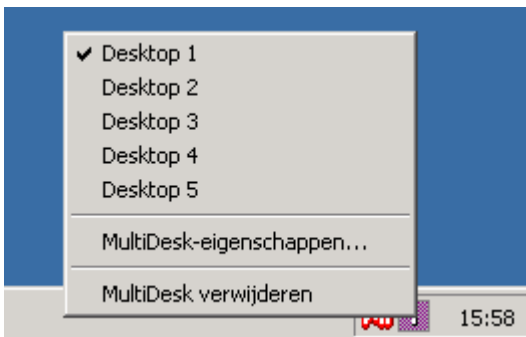 Desktop 1
Desktop 2
Desktop 3
Desktop 4
Desktop 5
MultiDesk-eigenschappen...
MultiDesk verwijderen
15:58